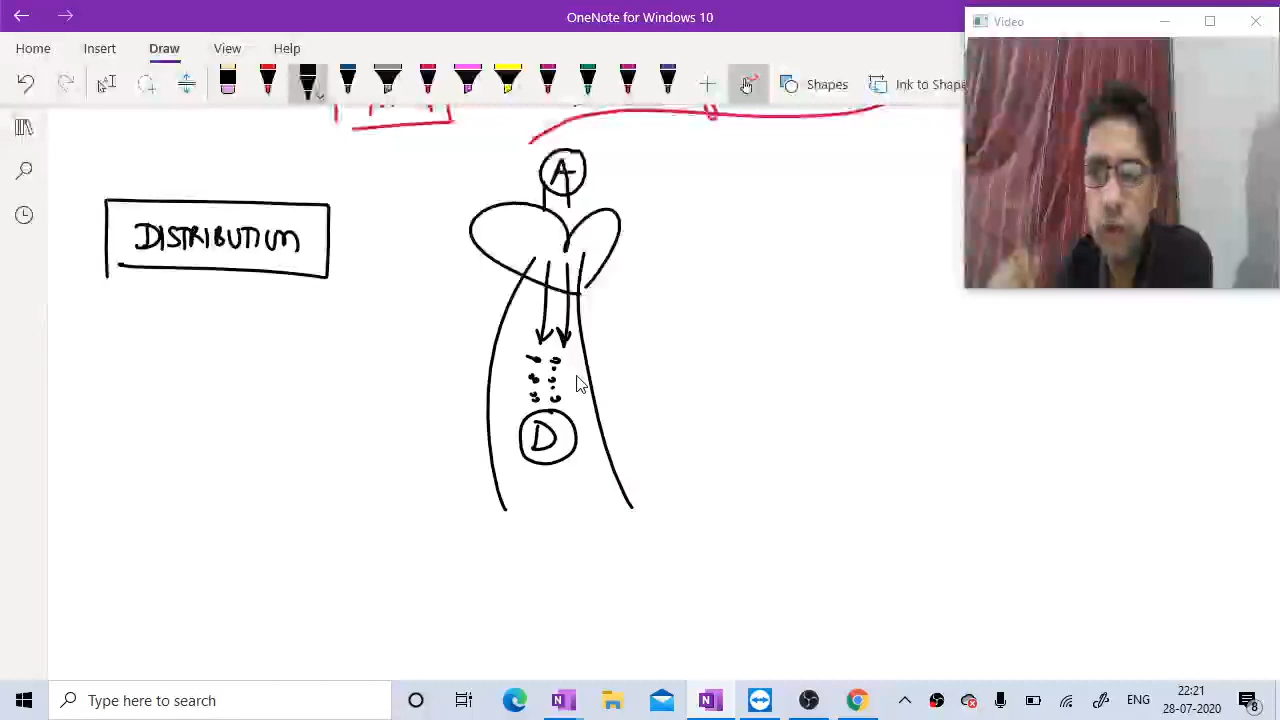 OneNote for Windows 10
Video
Home Insert Draw View Help
Shapes Ink to Shape
A
DISTRIBUTION
D
Type here to search
ENG
22:21
28-07-2020
8